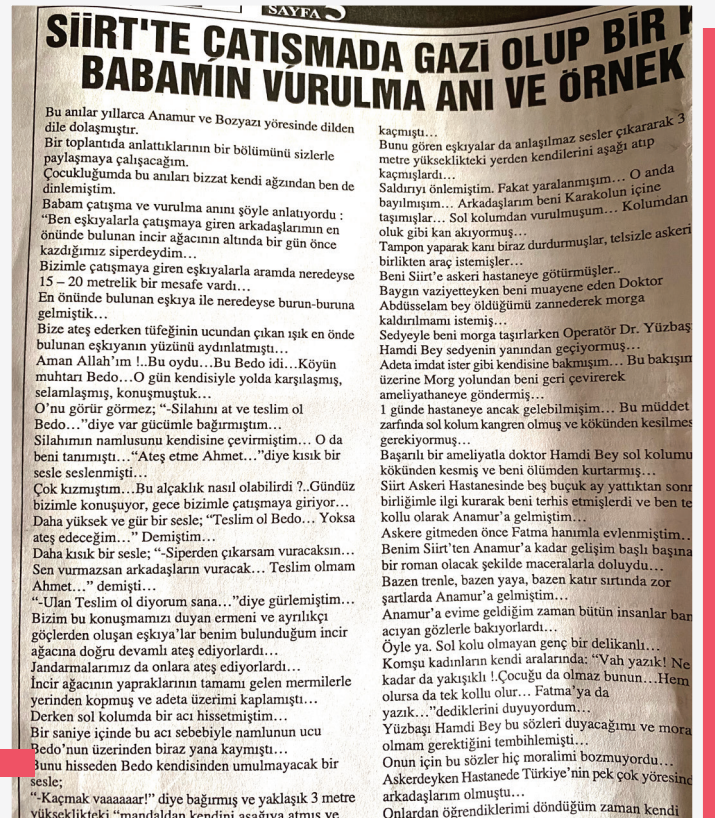 SAYFA 5
SİİRT'TE ÇATIŞMADA GAZİ OLUP BİR
BABAMIN VURULMA ANI VE ÖRNEK
Bu anılar yıllarca Anamur ve Bozyazı yöresinde dilden
dile dolaşmıştır.
Bir toplantıda anlattıklarının bir bölümünü sizlerle
paylaşmaya çalışacağım.
Çocukluğumda bu anıları bizzat kendi ağzından ben de
dinlemiştim.
Babam çatışma ve vurulma anını şöyle anlatıyordu :
“Ben eşkıyalarla çatışmaya giren arkadaşlarımın en
önünde bulunan incir ağacının altında bir gün önce
kazdığımız siperdeydim…
Bizimle çatışmaya giren eşkıyalarla aramda neredeyse
15 – 20 metrelik bir mesafe vardı…
En önünde bulunan eşkıya ile neredeyse burun-buruna
gelmiştik…
Bize ateş ederken tüfeğinin ucundan çıkan ışık en önde
bulunan eşkıyanın yüzünü aydınlatmıştı…
Aman Allah’ım !..Bu oydu…Bu Bedo idi…Köyün
muhtarı Bedo…O gün kendisiyle yolda karşılaşmış,
selamlaşmış, konuşmuştuk…
O’nu görür görmez; “-Silahını at ve teslim ol
Bedo…”diye var gücümle bağırmıştım…
Silahımın namlusunu kendisine çevirmiştim… O da
beni tanımıştı…“Ateş etme Ahmet…”diye kısık bir
sesle seslenmişti…
Çok kızmıştım…Bu alçaklık nasıl olabilirdi ?..Gündüz
bizimle konuşuyor, gece bizimle çatışmaya giriyor…
Daha yüksek ve gür bir sesle; “Teslim ol Bedo… Yoksa
ateş edeceğim…” Demiştim…
Daha kısık bir sesle; “-Siperden çıkarsam vuracaksın…
Sen vurmazsan arkadaşların vuracak… Teslim olmam
Ahmet…” demişti…
“-Ulan Teslim ol diyorum sana…”diye gürlemiştim…
Bizim bu konuşmamızı duyan ermeni ve ayrılıkçı
göçlerden oluşan eşkıya’lar benim bulunduğum incir
ağacına doğru devamlı ateş ediyorlardı…
Jandarmalarımız da onlara ateş ediyorlardı…
İncir ağacının yapraklarının tamamı gelen mermilerle
yerinden kopmuş ve adeta üzerimi kaplamıştı…
Derken sol kolumda bir acı hissetmiştim…
Bir saniye içinde bu acı sebebiyle namlunun ucu
Bedo’nun üzerinden biraz yana kaymıştı…
Bunu hisseden Bedo kendisinden umulmayacak bir
sesle;
“-Kaçmak vaaaaaar!” diye bağırmış ve yaklaşık 3 metre
yükseklikteki “mandaldan kendini aşağıya atmış ve
kaçmıştı…
Bunu gören eşkıyalar da anlaşılmaz sesler çıkararak 3
metre yükseklikteki yerden kendilerini aşağı atıp
kaçmışlardı…
Saldırıyı önlemiştim. Fakat yaralanmışım… O anda
bayılmışım… Arkadaşlarım beni Karakolun içine
taşımışlar… Sol kolumdan vurulmuşum… Kolumdan
oluk gibi kan akıyormuş…
Tampon yaparak kanı biraz durdurmuşlar, telsizle askeri
birlikten araç istemişler…
Beni Siirt’e askeri hastaneye götürmüşler..
Baygın vaziyetteyken beni muayene eden Doktor
Abdüsselam bey öldüğümü zannederek morga
kaldırılmamı istemiş…
Sedyeyle beni morga taşırlarken Operatör Dr. Yüzbaş
Hamdi Bey sedyenin yanından geçiyormuş…
Adeta imdat ister gibi kendisine bakmışım… Bu bakışın
üzerine Morg yolundan beni geri çevirerek
ameliyathaneye göndermiş…
1 günde hastaneye ancak gelebilmişim… Bu müddet
zarfında sol kolum kangren olmuş ve kökünden kesilmes
gerekiyormuş…
Başarılı bir ameliyatla doktor Hamdi Bey sol kolumu
kökünden kesmiş ve beni ölümden kurtarmış…
Siirt Askeri Hastanesinde beş buçuk ay yattıktan sonr
birliğimle ilgi kurarak beni terhis etmişlerdi ve ben te
kollu olarak Anamur’a gelmiştim…
Askere gitmeden önce Fatma hanımla evlenmiştim..
Benim Siirt’ten Anamur’a kadar gelişim başlı başına
bir roman olacak şekilde maceralarla doluydu…
Bazen trenle, bazen yaya, bazen katır sırtında zor
şartlarda Anamur’a gelmiştim…
Anamur’a evime geldiğim zaman bütün insanlar ban
acıyan gözlerle bakıyorlardı…
Öyle ya. Sol kolu olmayan genç bir delikanlı…
Komşu kadınların kendi aralarında: “Vah yazık! Ne
kadar da yakışıklı !.Çocuğu da olmaz bunun…Hem
olursa da tek kollu olur… Fatma’ya da
yazık…”dediklerini duyuyordum…
Yüzbaşı Hamdi Bey bu sözleri duyacağımı ve mora
olmam gerektiğini tembihlemişti…
Onun için bu sözler hiç moralimi bozmuyordu…
Askerdeyken Hastanede Türkiye’nin pek çok yöresind
arkadaşlarım olmuştu…
Onlardan öğrendiklerimi döndüğüm zaman kendi